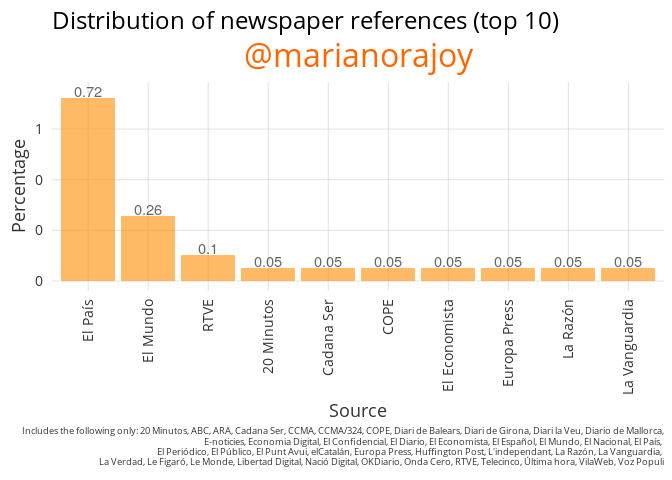 Distribution of newspaper references (top 10)
@marianorajoy
0.72
0.26
0.1
0.05
0.05
0.05
0.05
0.05
0.05
0.05
Percentage
1
0
0
0
El País
El Mundo
RTVE
20 Minutos
Cadana Ser
COPE
El Economista
Europa Press
La Razón
La Vanguardia
Source
Includes the following only: 20 Minutos, ABC, ARA, Cadana Ser, CCMA, CCMA/324, COPE, Diari de Balears, Diari de Girona, Diari la Veu, Diario de Mallorca,
E-noticies, Economia Digital, El Confidencial, El Diario, El Economista, El Español, El Mundo, El Nacional, El País,
El Periódico, El Público, El Punt Avui, elCatalán, Europa Press, Huffington Post, L'independant, La Razón, La Vanguardia,
La Verdad, Le Figaró, Le Monde, Libertad Digital, Nació Digital, OKDiario, Onda Cero, RTVE, Telecinco, Última hora, VilaWeb, Voz Populi